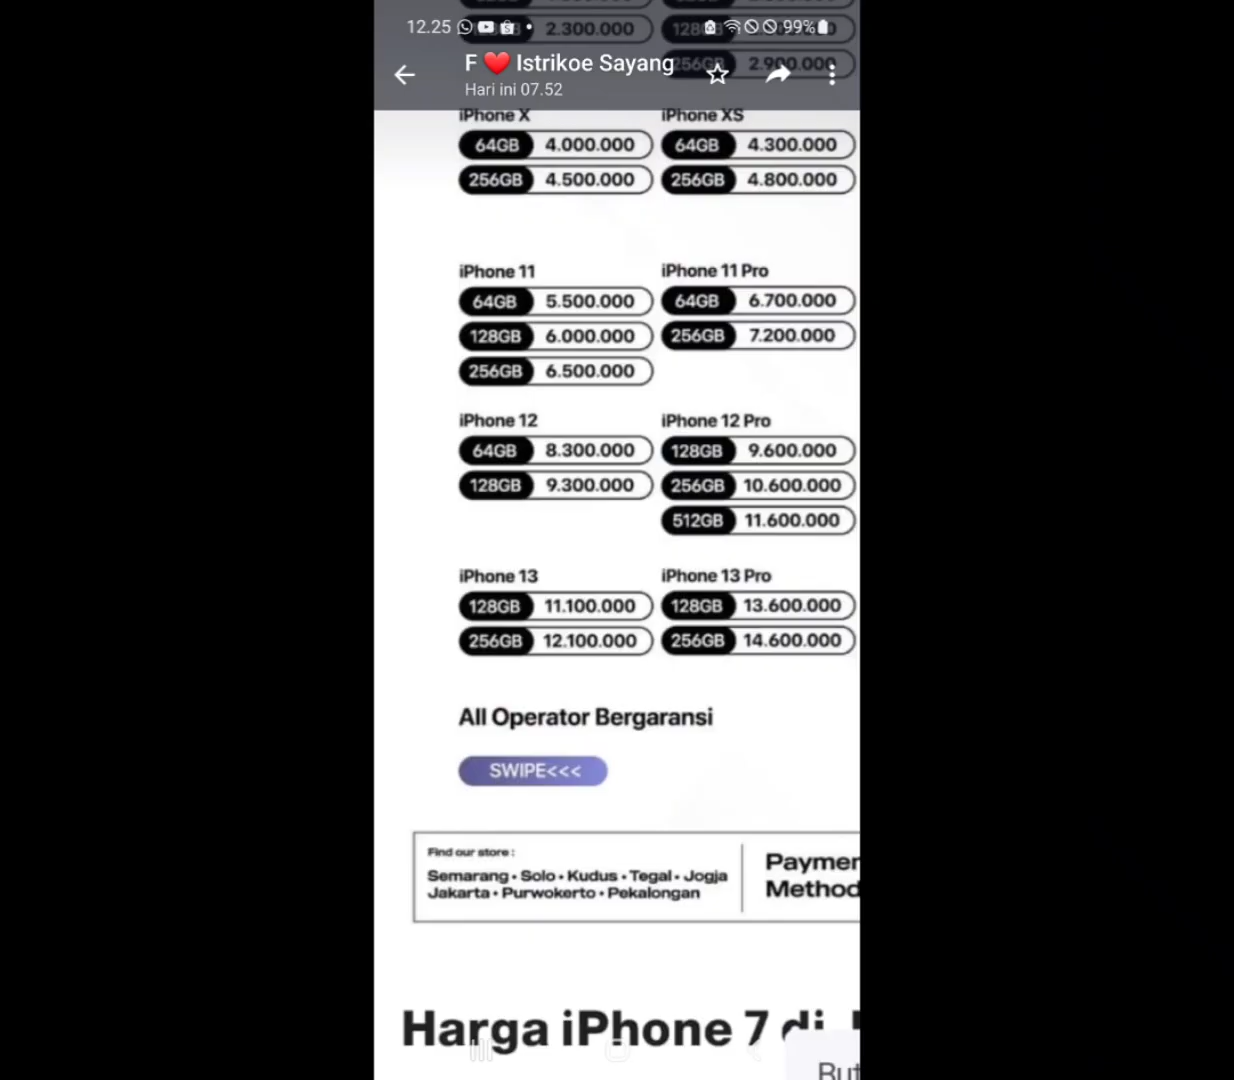 12.25 99%
2.300.000 128
F ❤️ Istrikoe Sayang 256GB 2.900.000
Hari ini 07.52
iPhone X iPhone XS
64GB 4.000.000 64GB 4.300.000
256GB 4.500.000 256GB 4.800.000
iPhone 11 iPhone 11 Pro
64GB 5.500.000 64GB 6.700.000
128GB 6.000.000 256GB 7.200.000
256GB 6.500.000
iPhone 12 iPhone 12 Pro
64GB 8.300.000 128GB 9.600.000
128GB 9.300.000 256GB 10.600.000
512GB 11.600.000
iPhone 13 iPhone 13 Pro
128GB 11.100.000 128GB 13.600.000
256GB 12.100.000 256GB 14.600.000
All Operator Bergaransi
SWIPE<<<
Find our store :
Semarang • Solo • Kudus • Tegal • Jogja
Jakarta • Purwokerto • Pekalongan
Paymen
Method
Harga iPhone 7 di